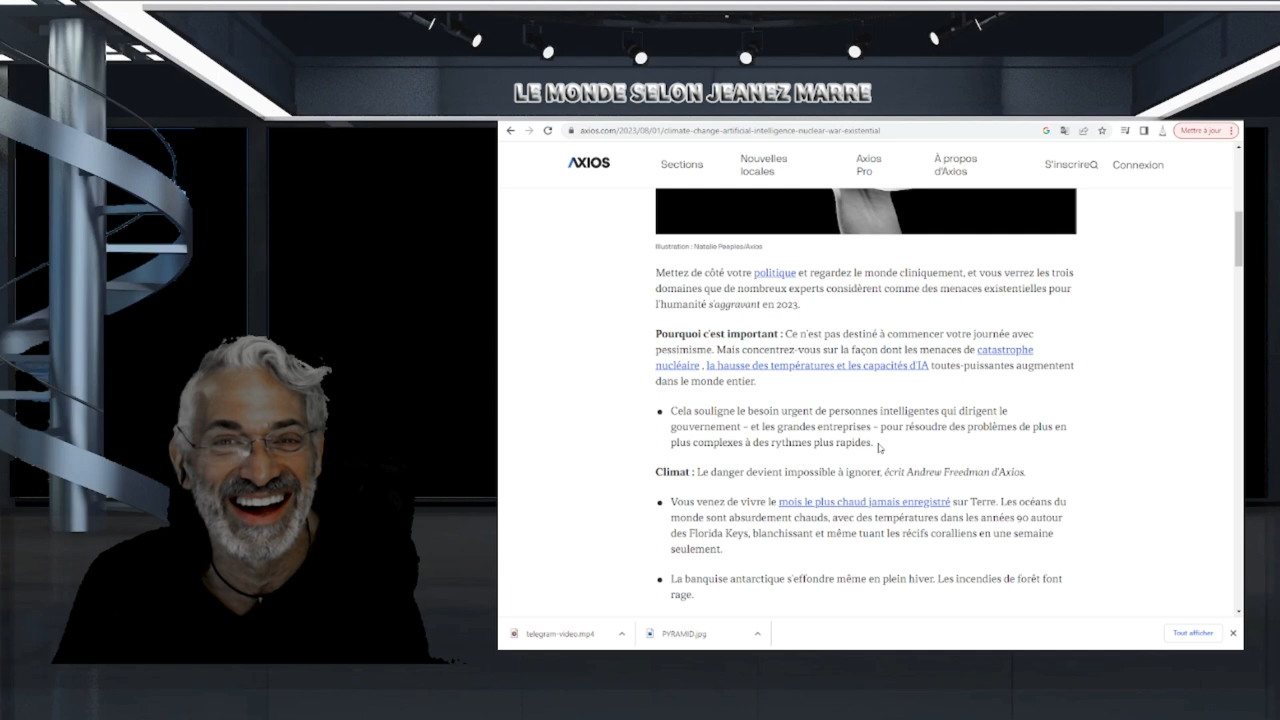 LE MONDE SELON JEANEZ MARRE
axios.com/2023/08/01/climate-change-artificial-intelligence-nuclear-war-existential
Mettre à jour
AXIOS
Sections
Nouvelles
locales
Axios
Pro
À propos
d'Axios
S'inscrire
Connexion
Illustration : Natalie Peeples/Axios
Mettez de côté votre politique et regardez le monde cliniquement, et vous verrez les trois
domaines que de nombreux experts considèrent comme des menaces existentielles pour
l'humanité s'aggravant en 2023.
Pourquoi c'est important : Ce n'est pas destiné à commencer votre journée avec
pessimisme. Mais concentrez-vous sur la façon dont les menaces de catastrophe
nucléaire , la hausse des températures et les capacités d'IA toutes-puissantes augmentent
dans le monde entier.
• Cela souligne le besoin urgent de personnes intelligentes qui dirigent le
gouvernement – et les grandes entreprises – pour résoudre des problèmes de plus en
plus complexes à des rythmes plus rapides.
Climat : Le danger devient impossible à ignorer, écrit Andrew Freedman d'Axios.
• Vous venez de vivre le mois le plus chaud jamais enregistré sur Terre. Les océans du
monde sont absurdement chauds, avec des températures dans les années 90 autour
des Florida Keys, blanchissant et même tuant les récifs coralliens en une semaine
seulement.
• La banquise antarctique s'effondre même en plein hiver. Les incendies de forêt font
rage.
telegram-video.mp4
PYRAMID.jpg
Tout afficher